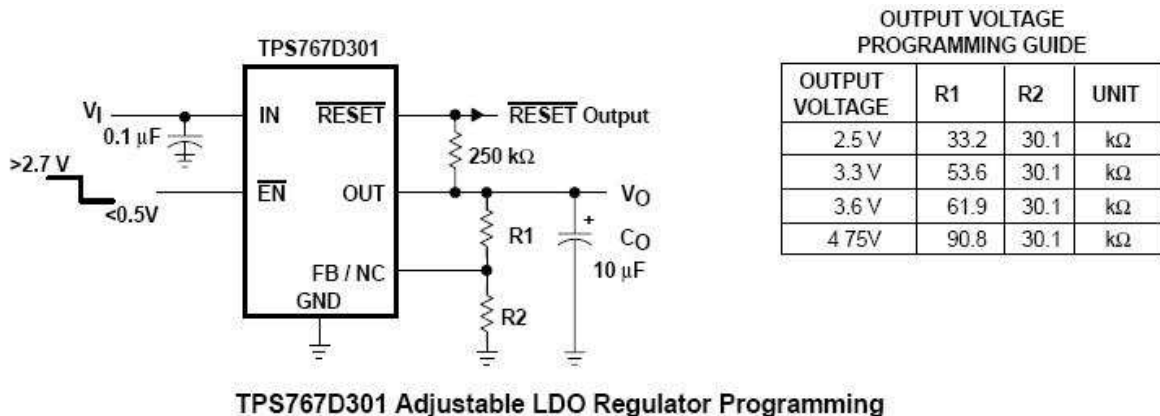 TPS767D301
VI
0.1 µF
>2.7 V
<0.5V
IN
RESET
EN
OUT
FB / NC
GND
RESET Output
250 kΩ
VO
R1
+
CO
10 µF
R2
OUTPUT VOLTAGE
PROGRAMMING GUIDE
OUTPUT
VOLTAGE
R1 R2 UNIT
2.5 V 33.2 30.1 kΩ
3.3 V 53.6 30.1 kΩ
3.6 V 61.9 30.1 kΩ
4 75V 90.8 30.1 kΩ
TPS767D301 Adjustable LDO Regulator Programming